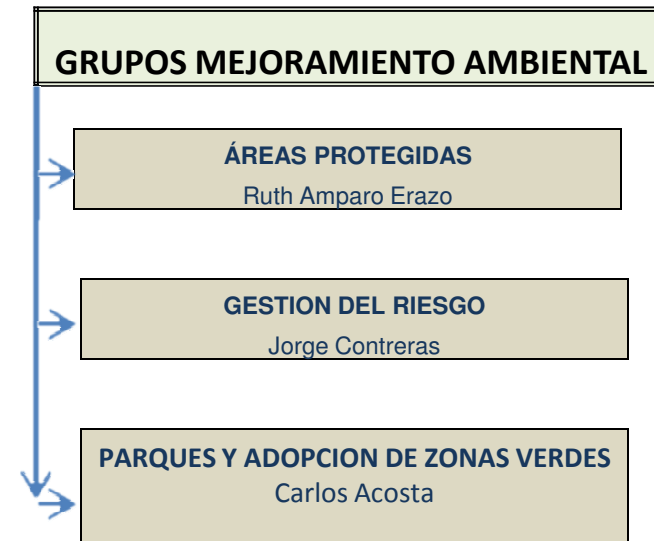 GRUPOS MEJORAMIENTO AMBIENTAL
ÁREAS PROTEGIDAS
Ruth Amparo Erazo
GESTION DEL RIESGO
Jorge Contreras
PARQUES Y ADOPCION DE ZONAS VERDES
Carlos Acosta